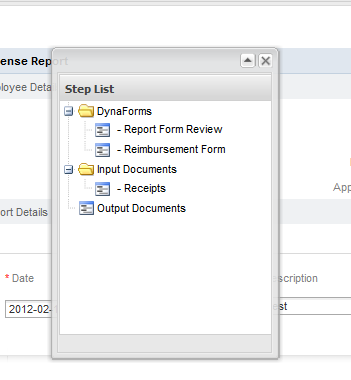 ense Report
ployee Deta
Step List
DynaForms
- Report Form Review
- Reimbursement Form
Input Documents
- Receipts
App
Output Documents
ort Details
* Date
scription
2012-02-
est